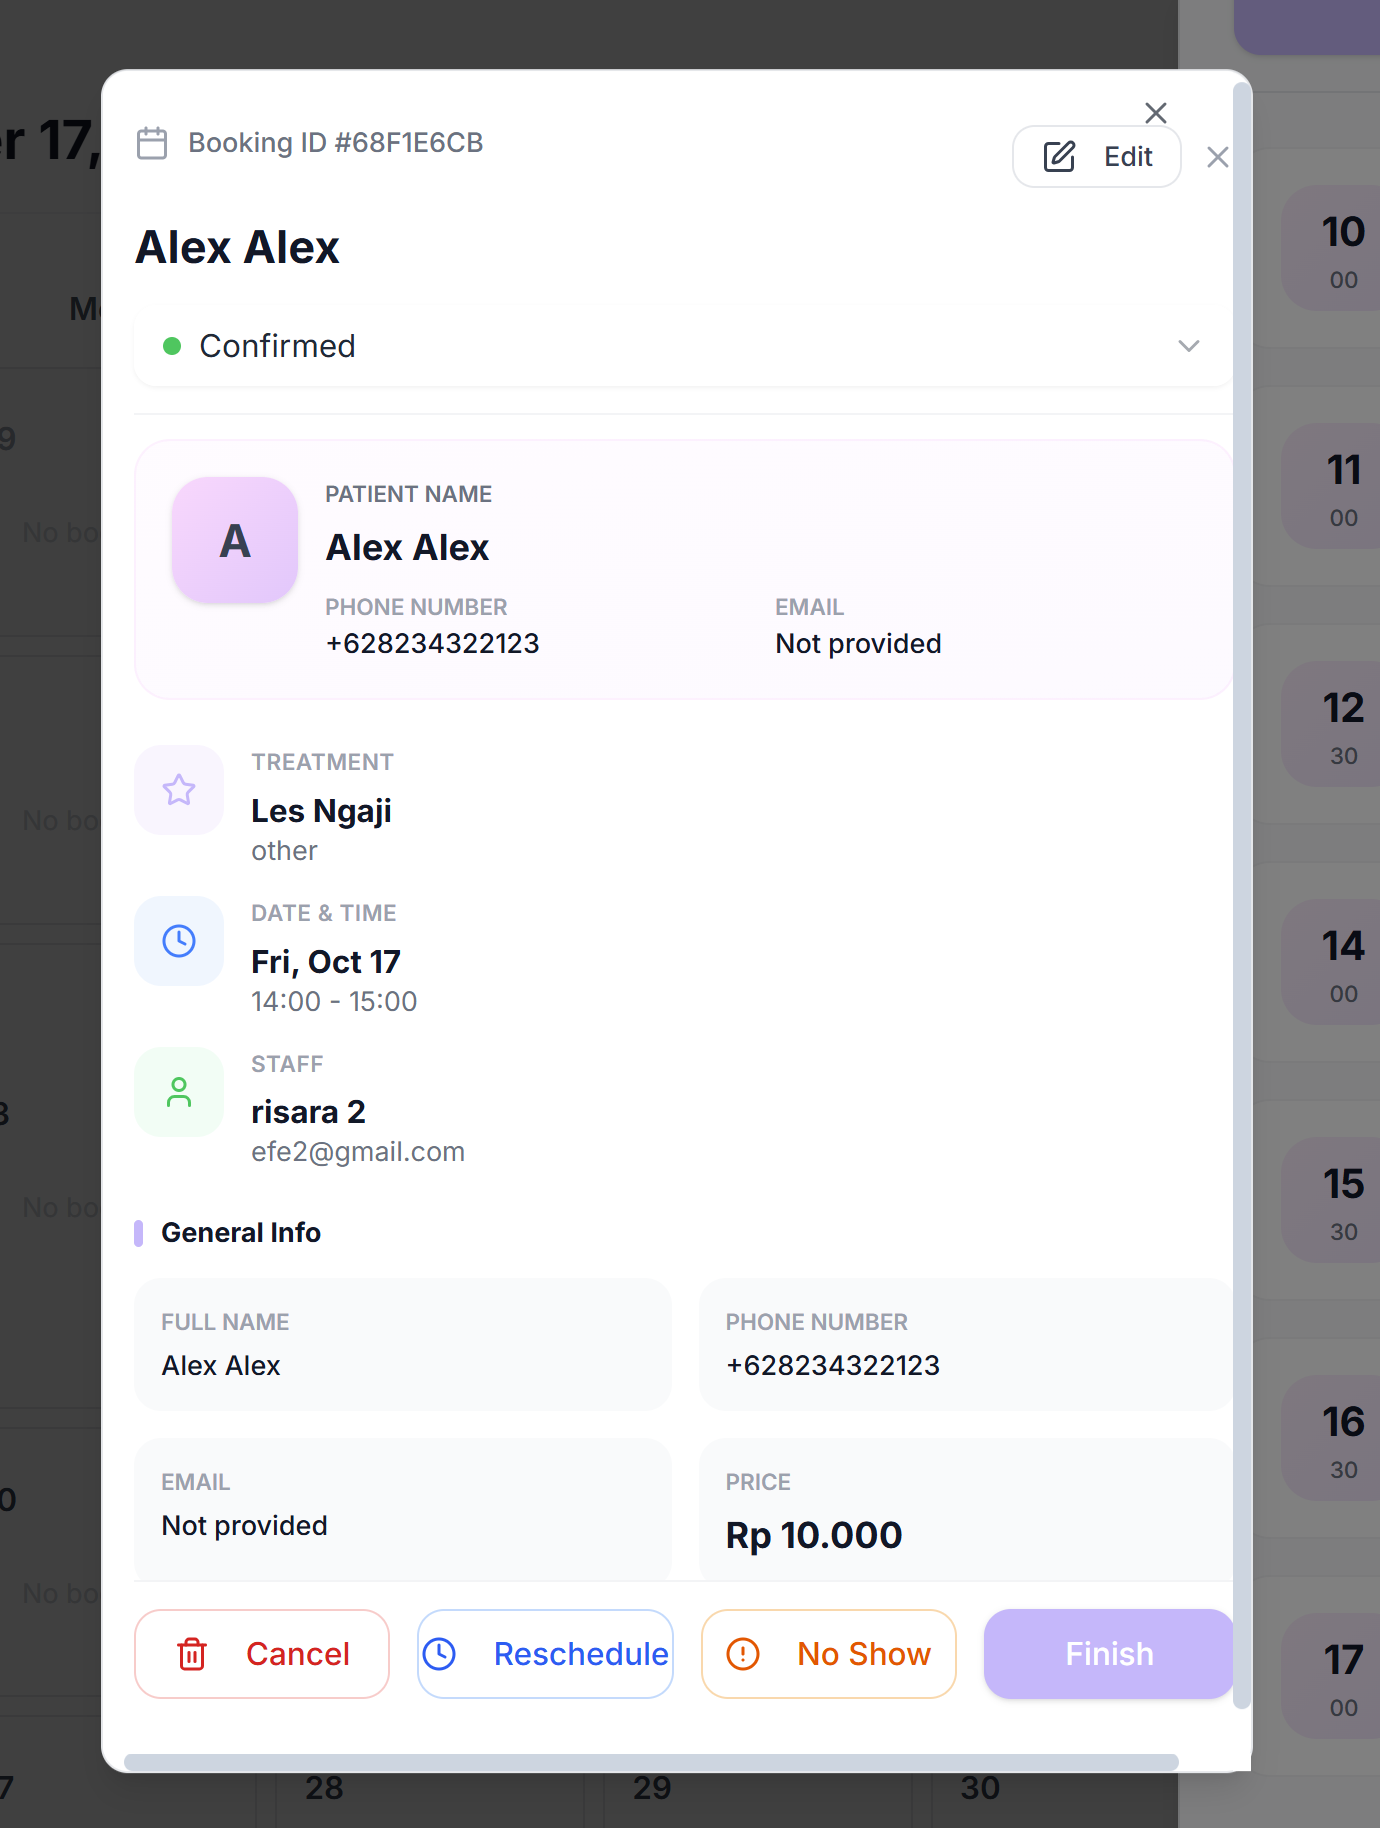 er 17,
Booking ID #68F1E6CB
Edit
Alex Alex
Confirmed
PATIENT NAME
A
Alex Alex
PHONE NUMBER
EMAIL
+628234322123
Not provided
TREATMENT
Les Ngaji
other
DATE & TIME
Fri, Oct 17
14:00 - 15:00
STAFF
risara 2
efe2@gmail.com
General Info
FULL NAME
PHONE NUMBER
Alex Alex
+628234322123
EMAIL
PRICE
Not provided
Rp 10.000
Cancel
Reschedule
No Show
Finish
9
No bo
No bo
No bo
No bo
0
7
28
29
30
10
00
11
00
12
30
14
00
15
30
16
30
17
00